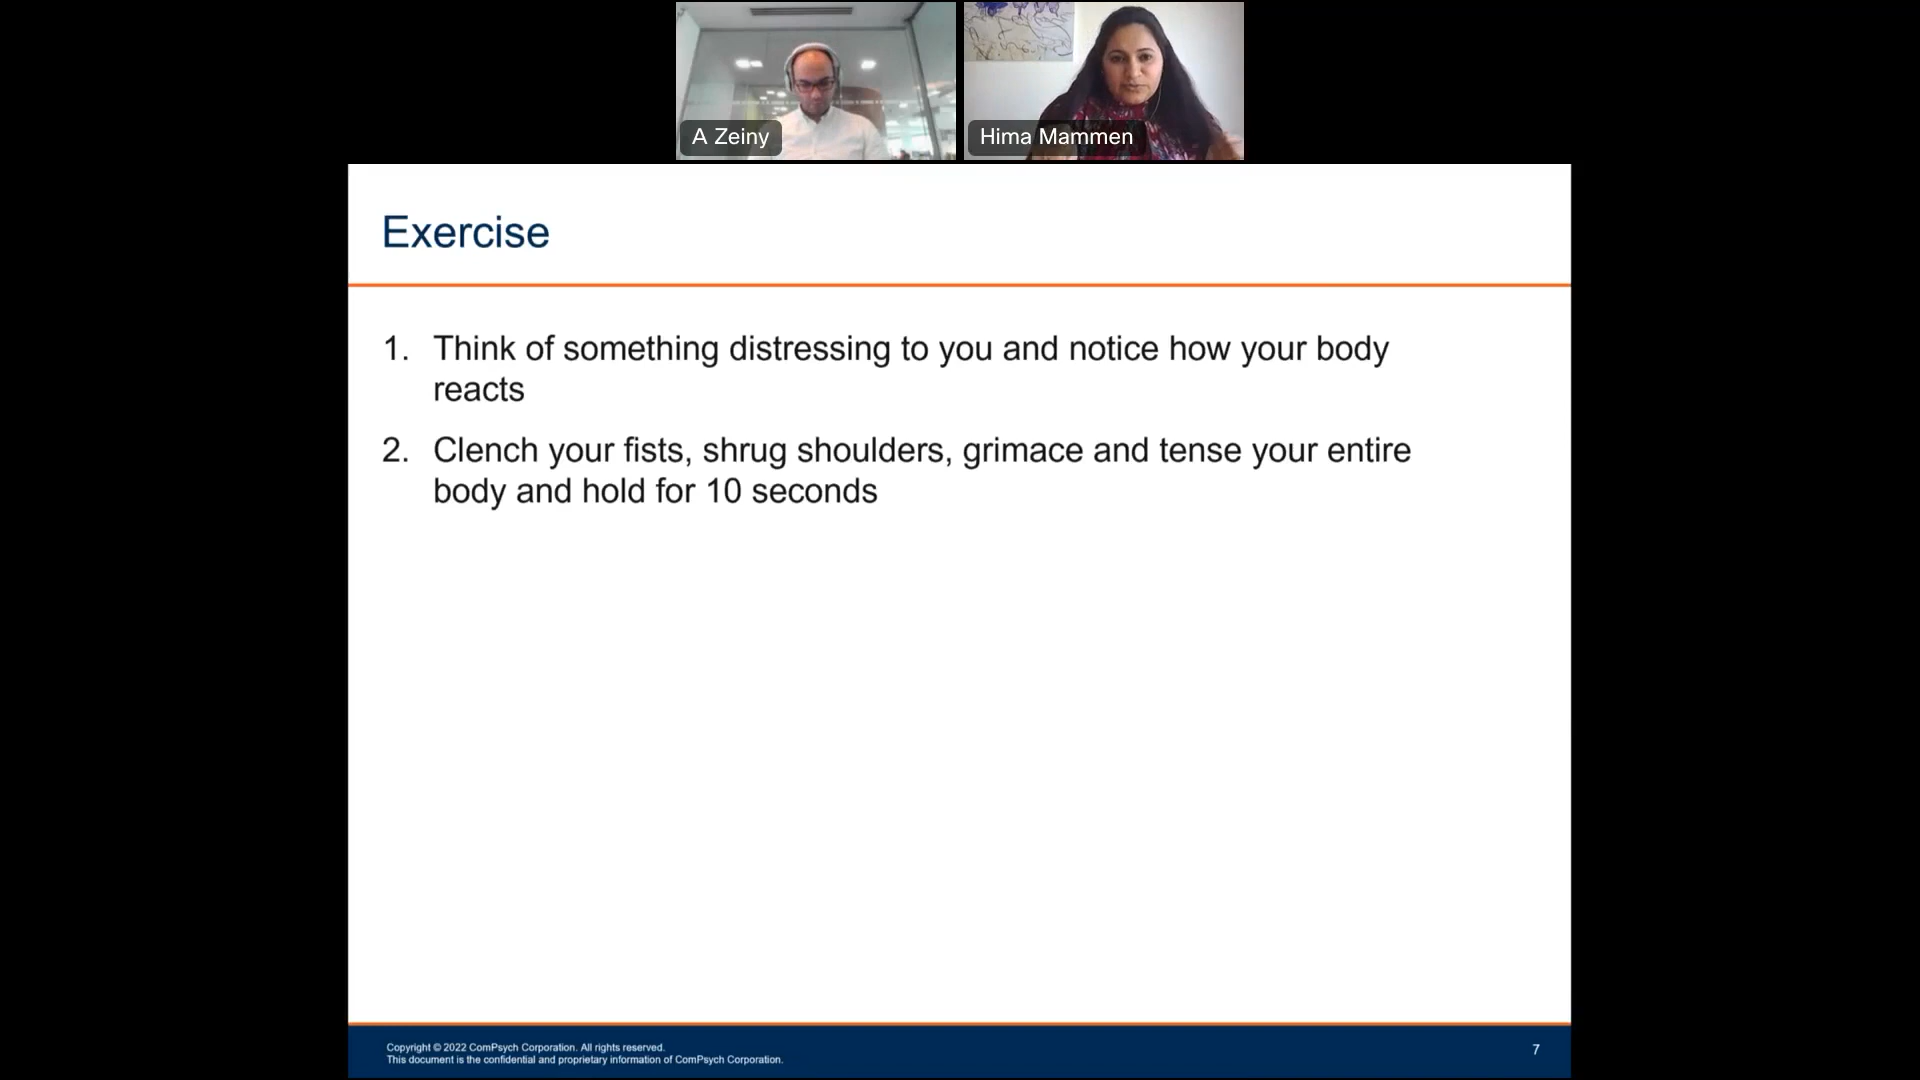 A Zeiny
Hima Mammen
Exercise
1. Think of something distressing to you and notice how your body
reacts
2. Clench your fists, shrug shoulders, grimace and tense your entire
body and hold for 10 seconds
Copyright © 2022 ComPsych Corporation. All rights reserved.
This document is the confidential and proprietary information of ComPsych Corporation.
7